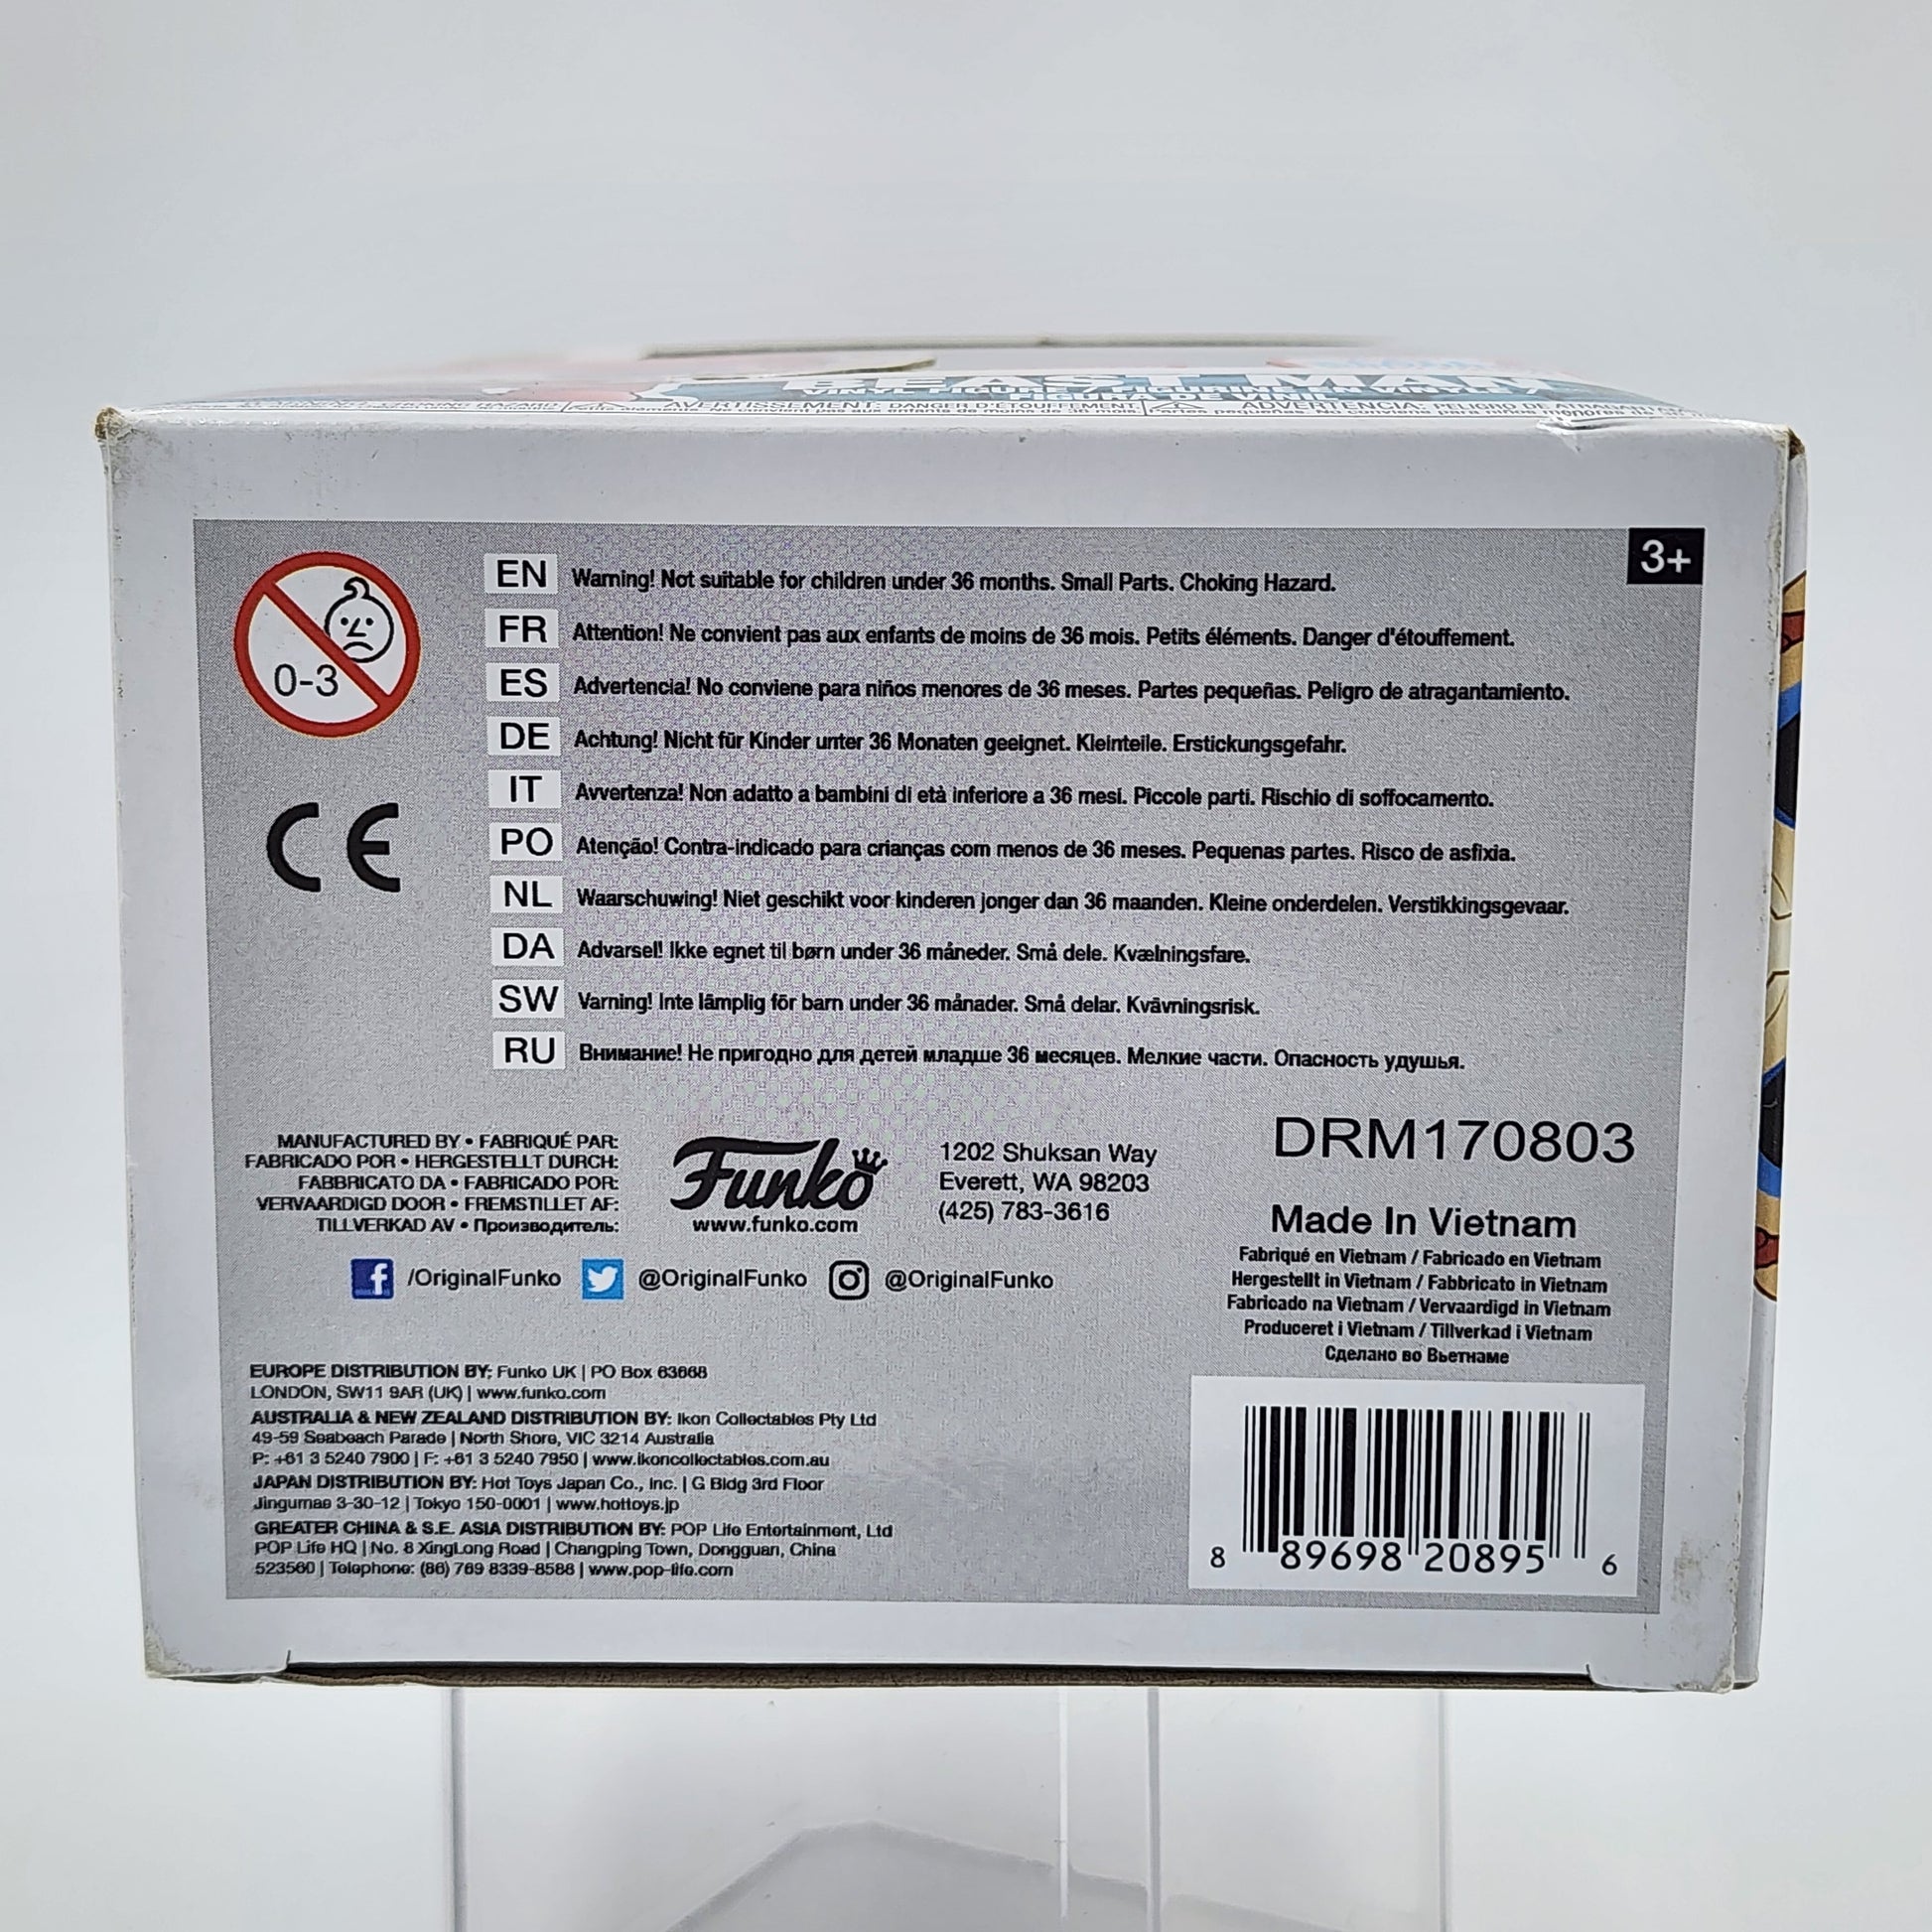 BEAST MAN
VINYL FIGURE / FIGURINE EN VINYLE /
FIGURA DE VINIL
3+
0-3
EN Warning! Not suitable for children under 36 months. Small Parts. Choking Hazard.
FR Attention! Ne convient pas aux enfants de moins de 36 mois. Petits éléments. Danger d'étouffement.
ES Advertencia! No conviene para niños menores de 36 meses. Partes pequeñas. Peligro de atragantamiento.
DE Achtung! Nicht für Kinder unter 36 Monaten geeignet. Kleinteile. Erstickungsgefahr.
IT Avvertenza! Non adatto a bambini di età inferiore a 36 mesi. Piccole parti. Rischio di soffocamento.
PO Atenção! Contra-indicado para crianças com menos de 36 meses. Pequenas partes. Risco de asfixia.
NL Waarschuwing! Niet geschikt voor kinderen jonger dan 36 maanden. Kleine onderdelen. Verstikkingsgevaar.
DA Advarsel! Ikke egnet til børn under 36 måneder. Små dele. Kvælningsfare.
SW Varning! Inte lämplig för barn under 36 månader. Små delar. Kvävningsrisk.
RU Внимание! Не пригодно для детей младше 36 месяцев. Мелкие части. Опасность удушья.
CE
MANUFACTURED BY • FABRIQUÉ PAR:
FABRICADO POR • HERGESTELLT DURCH:
FABBRICATO DA • FABRICADO POR:
VERVAARDIGD DOOR • FREMSTILLET AF:
TILLVERKAD AV • Производитель:
Funko
www.funko.com
1202 Shuksan Way
Everett, WA 98203
(425) 783-3616
/OriginalFunko @OriginalFunko @OriginalFunko
DRM170803
Made In Vietnam
Fabriqué en Vietnam / Fabricado en Vietnam
Hergestellt in Vietnam / Fabbricato in Vietnam
Fabricado na Vietnam / Vervaardigd in Vietnam
Produceret i Vietnam / Tillverkad i Vietnam
Сделано во Вьетнаме
EUROPE DISTRIBUTION BY: Funko UK | PO Box 63668
LONDON, SW11 9AR (UK) | www.funko.com
AUSTRALIA & NEW ZEALAND DISTRIBUTION BY: Ikon Collectables Pty Ltd
49-59 Seabeach Parade | North Shore, VIC 3214 Australia
P: +61 3 5240 7900 | F: +61 3 5240 7950 | www.ikoncollectables.com.au
JAPAN DISTRIBUTION BY: Hot Toys Japan Co., Inc. | G Bldg 3rd Floor
Jingumae 3-30-12 | Tokyo 150-0001 | www.hottoys.jp
GREATER CHINA & S.E. ASIA DISTRIBUTION BY: POP Life Entertainment, Ltd
POP Life HQ | No. 8 XingLong Road | Changping Town, Dongguan, China
523560 | Telephone: (86) 769 8339-8588 | www.pop-life.com
8 89698 20895 6